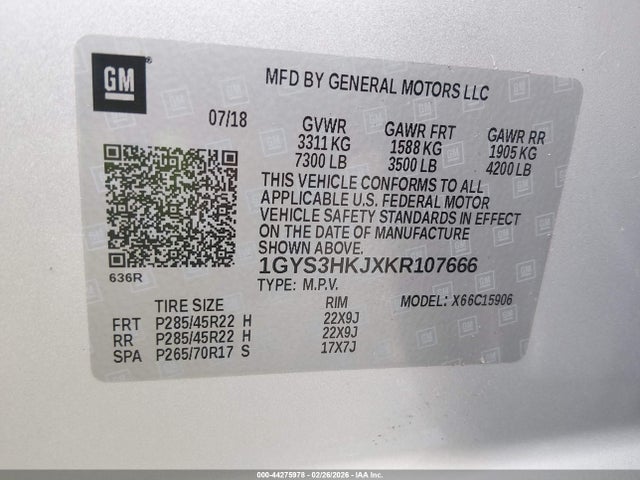 GM
MFD BY GENERAL MOTORS LLC
07/18 GVWR GAWR FRT GAWR RR
3311 KG 1588 KG 1905 KG
7300 LB 3500 LB 4200 LB
THIS VEHICLE CONFORMS TO ALL
APPLICABLE U.S. FEDERAL MOTOR
VEHICLE SAFETY STANDARDS IN EFFECT
ON THE DATE OF MANUFACTURE
SHOWN ABOVE.
636R
1GYS3HKJXKR107666
TYPE: M.P.V.
TIRE SIZE RIM MODEL: X66C15906
FRT P285/45R22 H 22X9J
RR P285/45R22 H 22X9J
SPA P265/70R17 S 17X7J
000-44275978 - 02/26/2026 - IAAI.COM